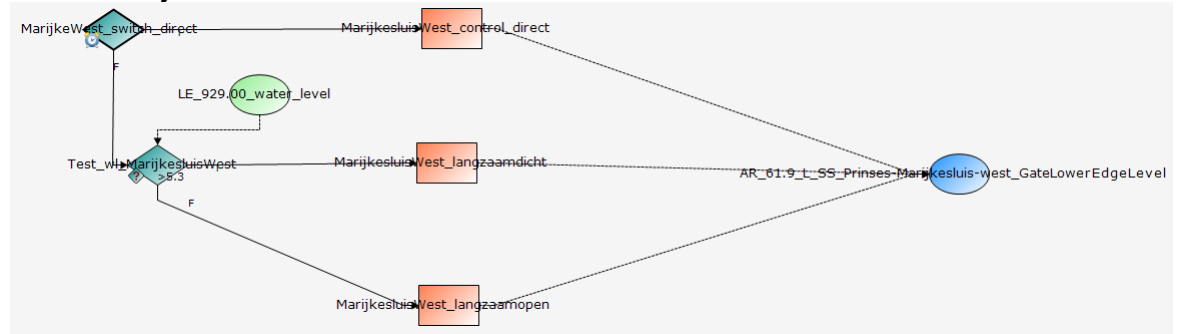 MarijkeWest_switch_direct
MarijkesluisWest_control_direct
F
LE_929.00_water_level
Test_wl_MarijkesluisWest
>5.3
?
MarijkesluisWest_langzaamdicht
AR_61.9_L_SS_Prinses-Marijkesluis-west_GateLowerEdgeLevel
F
MarijkesluisWest_langzaamopen